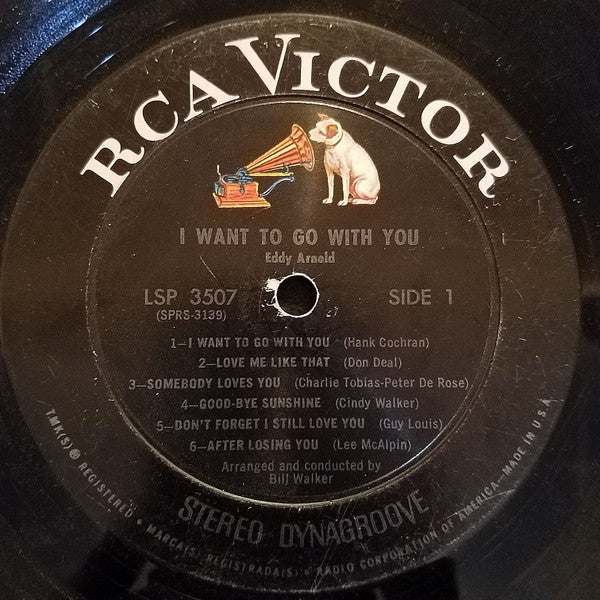 RCA VICTOR
I WANT TO GO WITH YOU
Eddy Arnold
LSP 3507
(SPRS-3139)
SIDE 1
1—I WANT TO GO WITH YOU (Hank Cochran)
2—LOVE ME LIKE THAT (Don Deal)
3—SOMEBODY LOVES YOU (Charlie Tobias-Peter De Rose)
4—GOOD-BYE SUNSHINE (Cindy Walker)
5—DON'T FORGET I STILL LOVE YOU (Guy Louis)
6—AFTER LOSING YOU (Lee McAlpin)
Arranged and conducted by
Bill Walker
STEREO DYNAGROOVE
TMK(S) ® REGISTERED • MARCA(S) REGISTRADA(S) • RADIO CORPORATION OF AMERICA—MADE IN U.S.A.